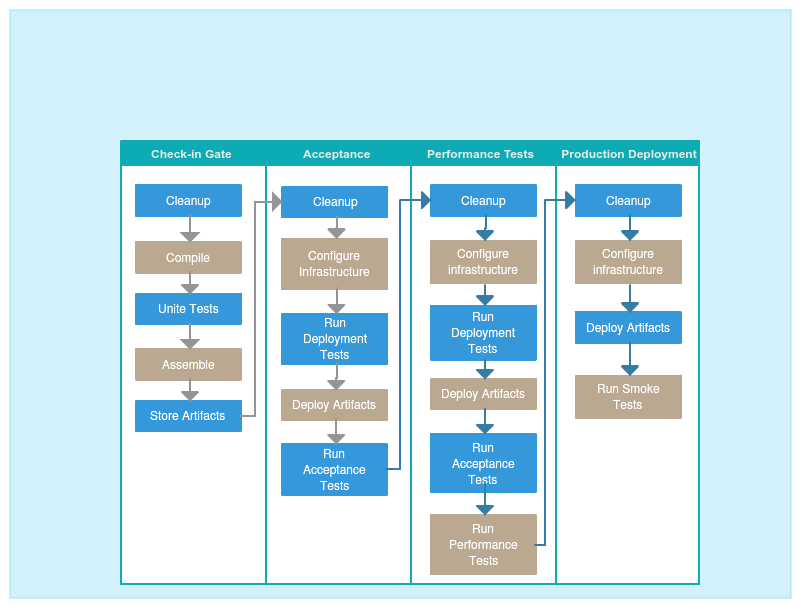 Check-in Gate
Acceptance
Performance Tests
Production Deployment
Cleanup
Compile
Unite Tests
Assemble
Store Artifacts
Cleanup
Configure
Infrastructure
Run
Deployment
Tests
Deploy Artifacts
Run
Acceptance
Tests
Cleanup
Configure
infrastructure
Run
Deployment
Tests
Deploy Artifacts
Run
Acceptance
Tests
Run
Performance
Tests
Cleanup
Configure
infrastructure
Deploy Artifacts
Run Smoke
Tests